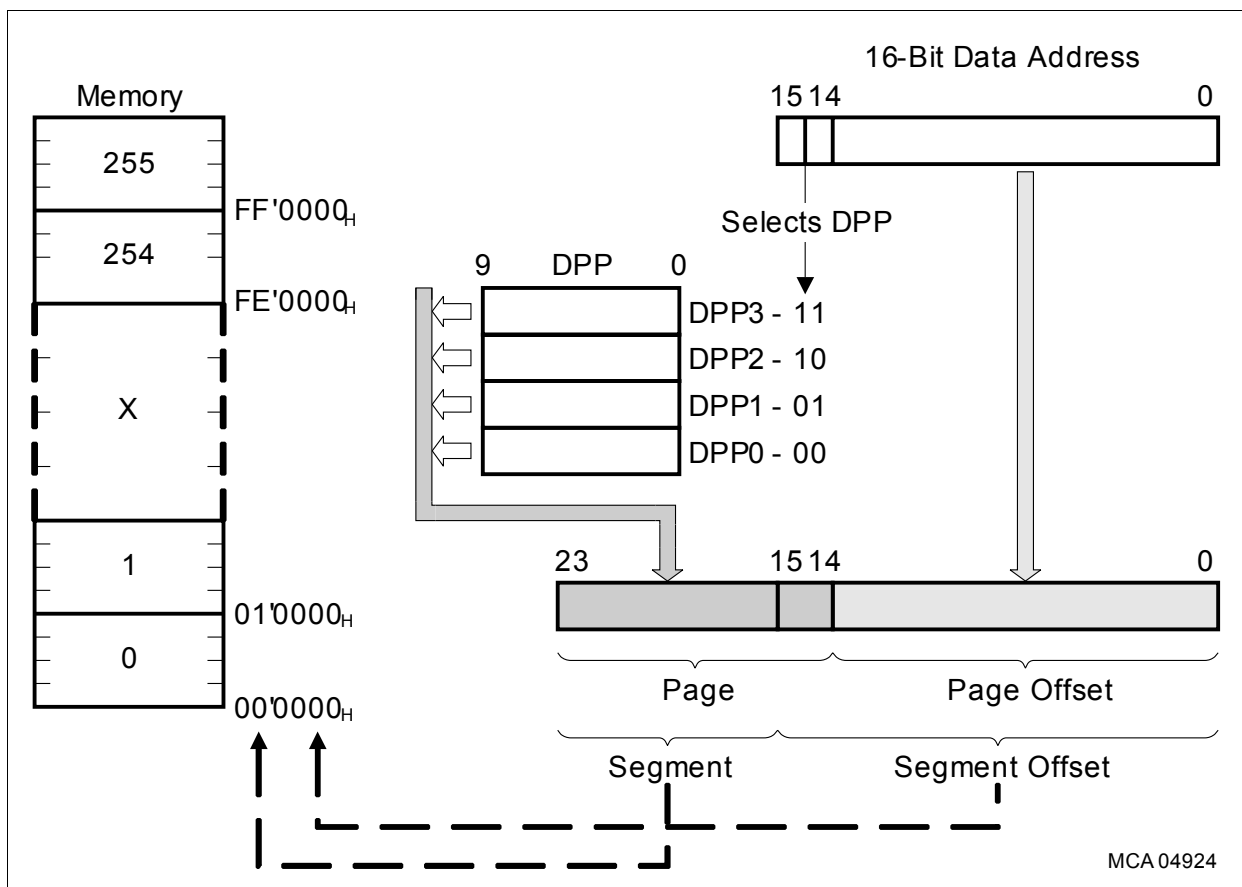 16-Bit Data Address
15 14 0
Memory
255
FF'0000H
254
FE'0000H
X
1
01'0000H
0
00'0000H
Selects DPP
9 DPP 0
DPP3 - 11
DPP2 - 10
DPP1 - 01
DPP0 - 00
23 15 14 0
Page Page Offset
Segment Segment Offset
MCA 04924